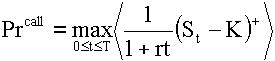 Pr^call = max_{0≤t≤T} ⟨ 1/(1 + rt) (S_t − K)^+ ⟩